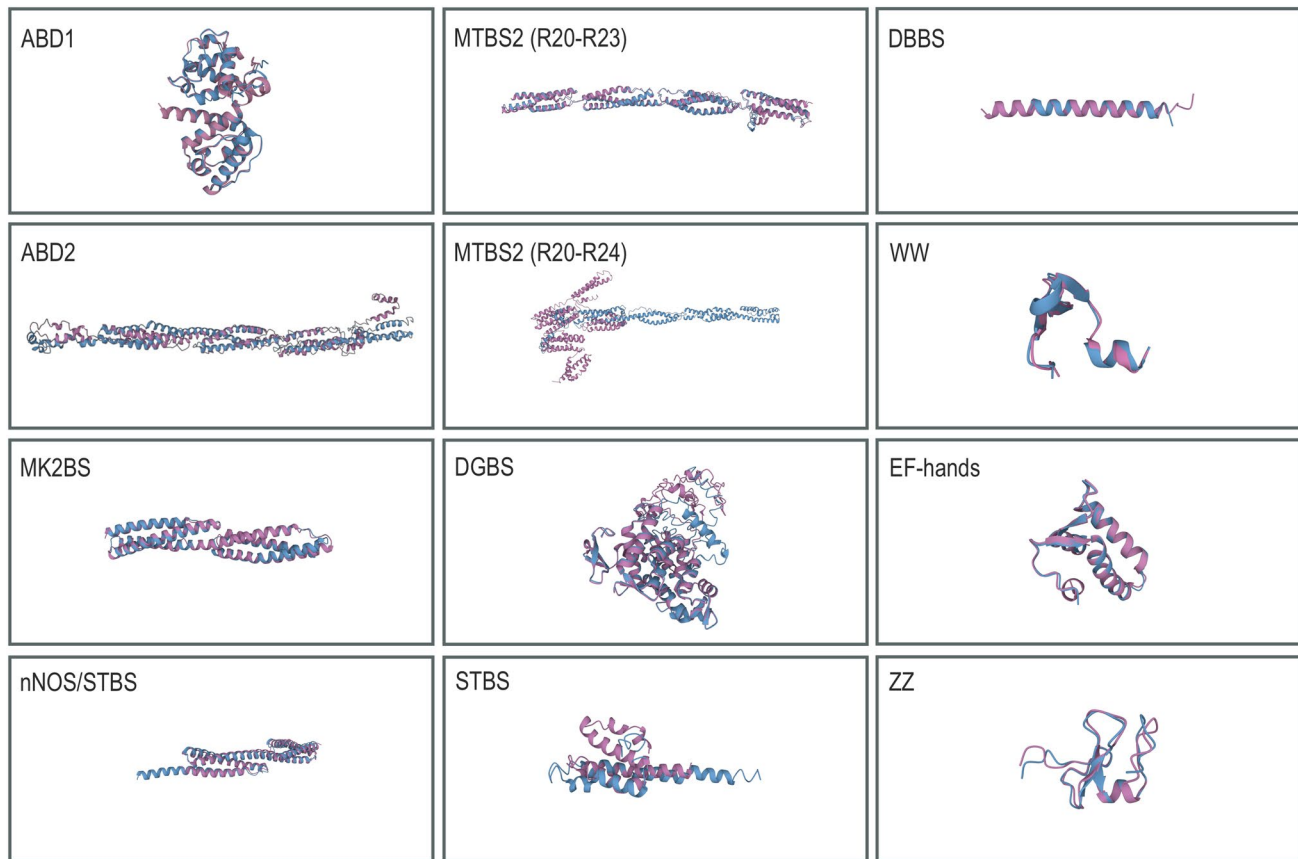 ABD1
MTBS2 (R20-R23)
DBBS
ABD2
MTBS2 (R20-R24)
WW
MK2BS
DGBS
EF-hands
nNOS/STBS
STBS
ZZ